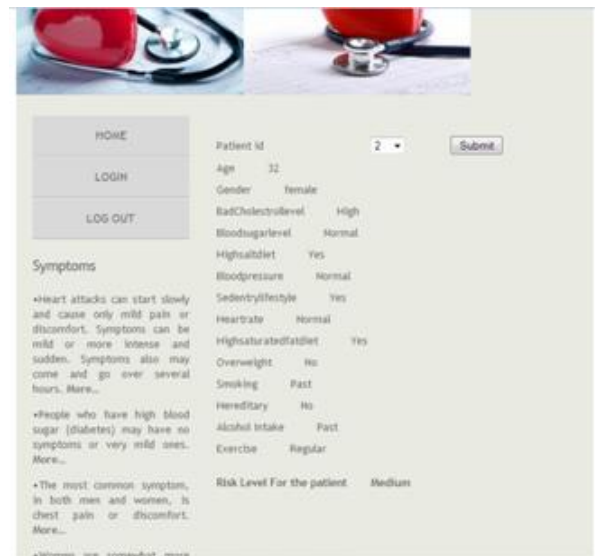 HOME
LOGIN
LOG OUT
Symptoms
•Heart attacks can start slowly
and cause only mild pain or
discomfort. Symptoms can be
mild or more intense and
sudden. Symptoms also may
come and go over several
hours. More...
•People who have high blood
sugar (diabetes) may have no
symptoms or very mild ones.
More...
•The most common symptom,
in both men and women, is
chest pain or discomfort.
More...
•Women are somewhat more
Patient id 2 Submit
Age 32
Gender female
BadCholestrollevel High
Bloodsugarlevel Normal
Highsaltdiet Yes
Bloodpressure Normal
Sedentrylifestyle Yes
Heartrate Normal
Highsaturatedfatdiet Yes
Overweight No
Smoking Past
Hereditary No
Alcohol Intake Past
Exercise Regular
Risk Level For the patient Medium